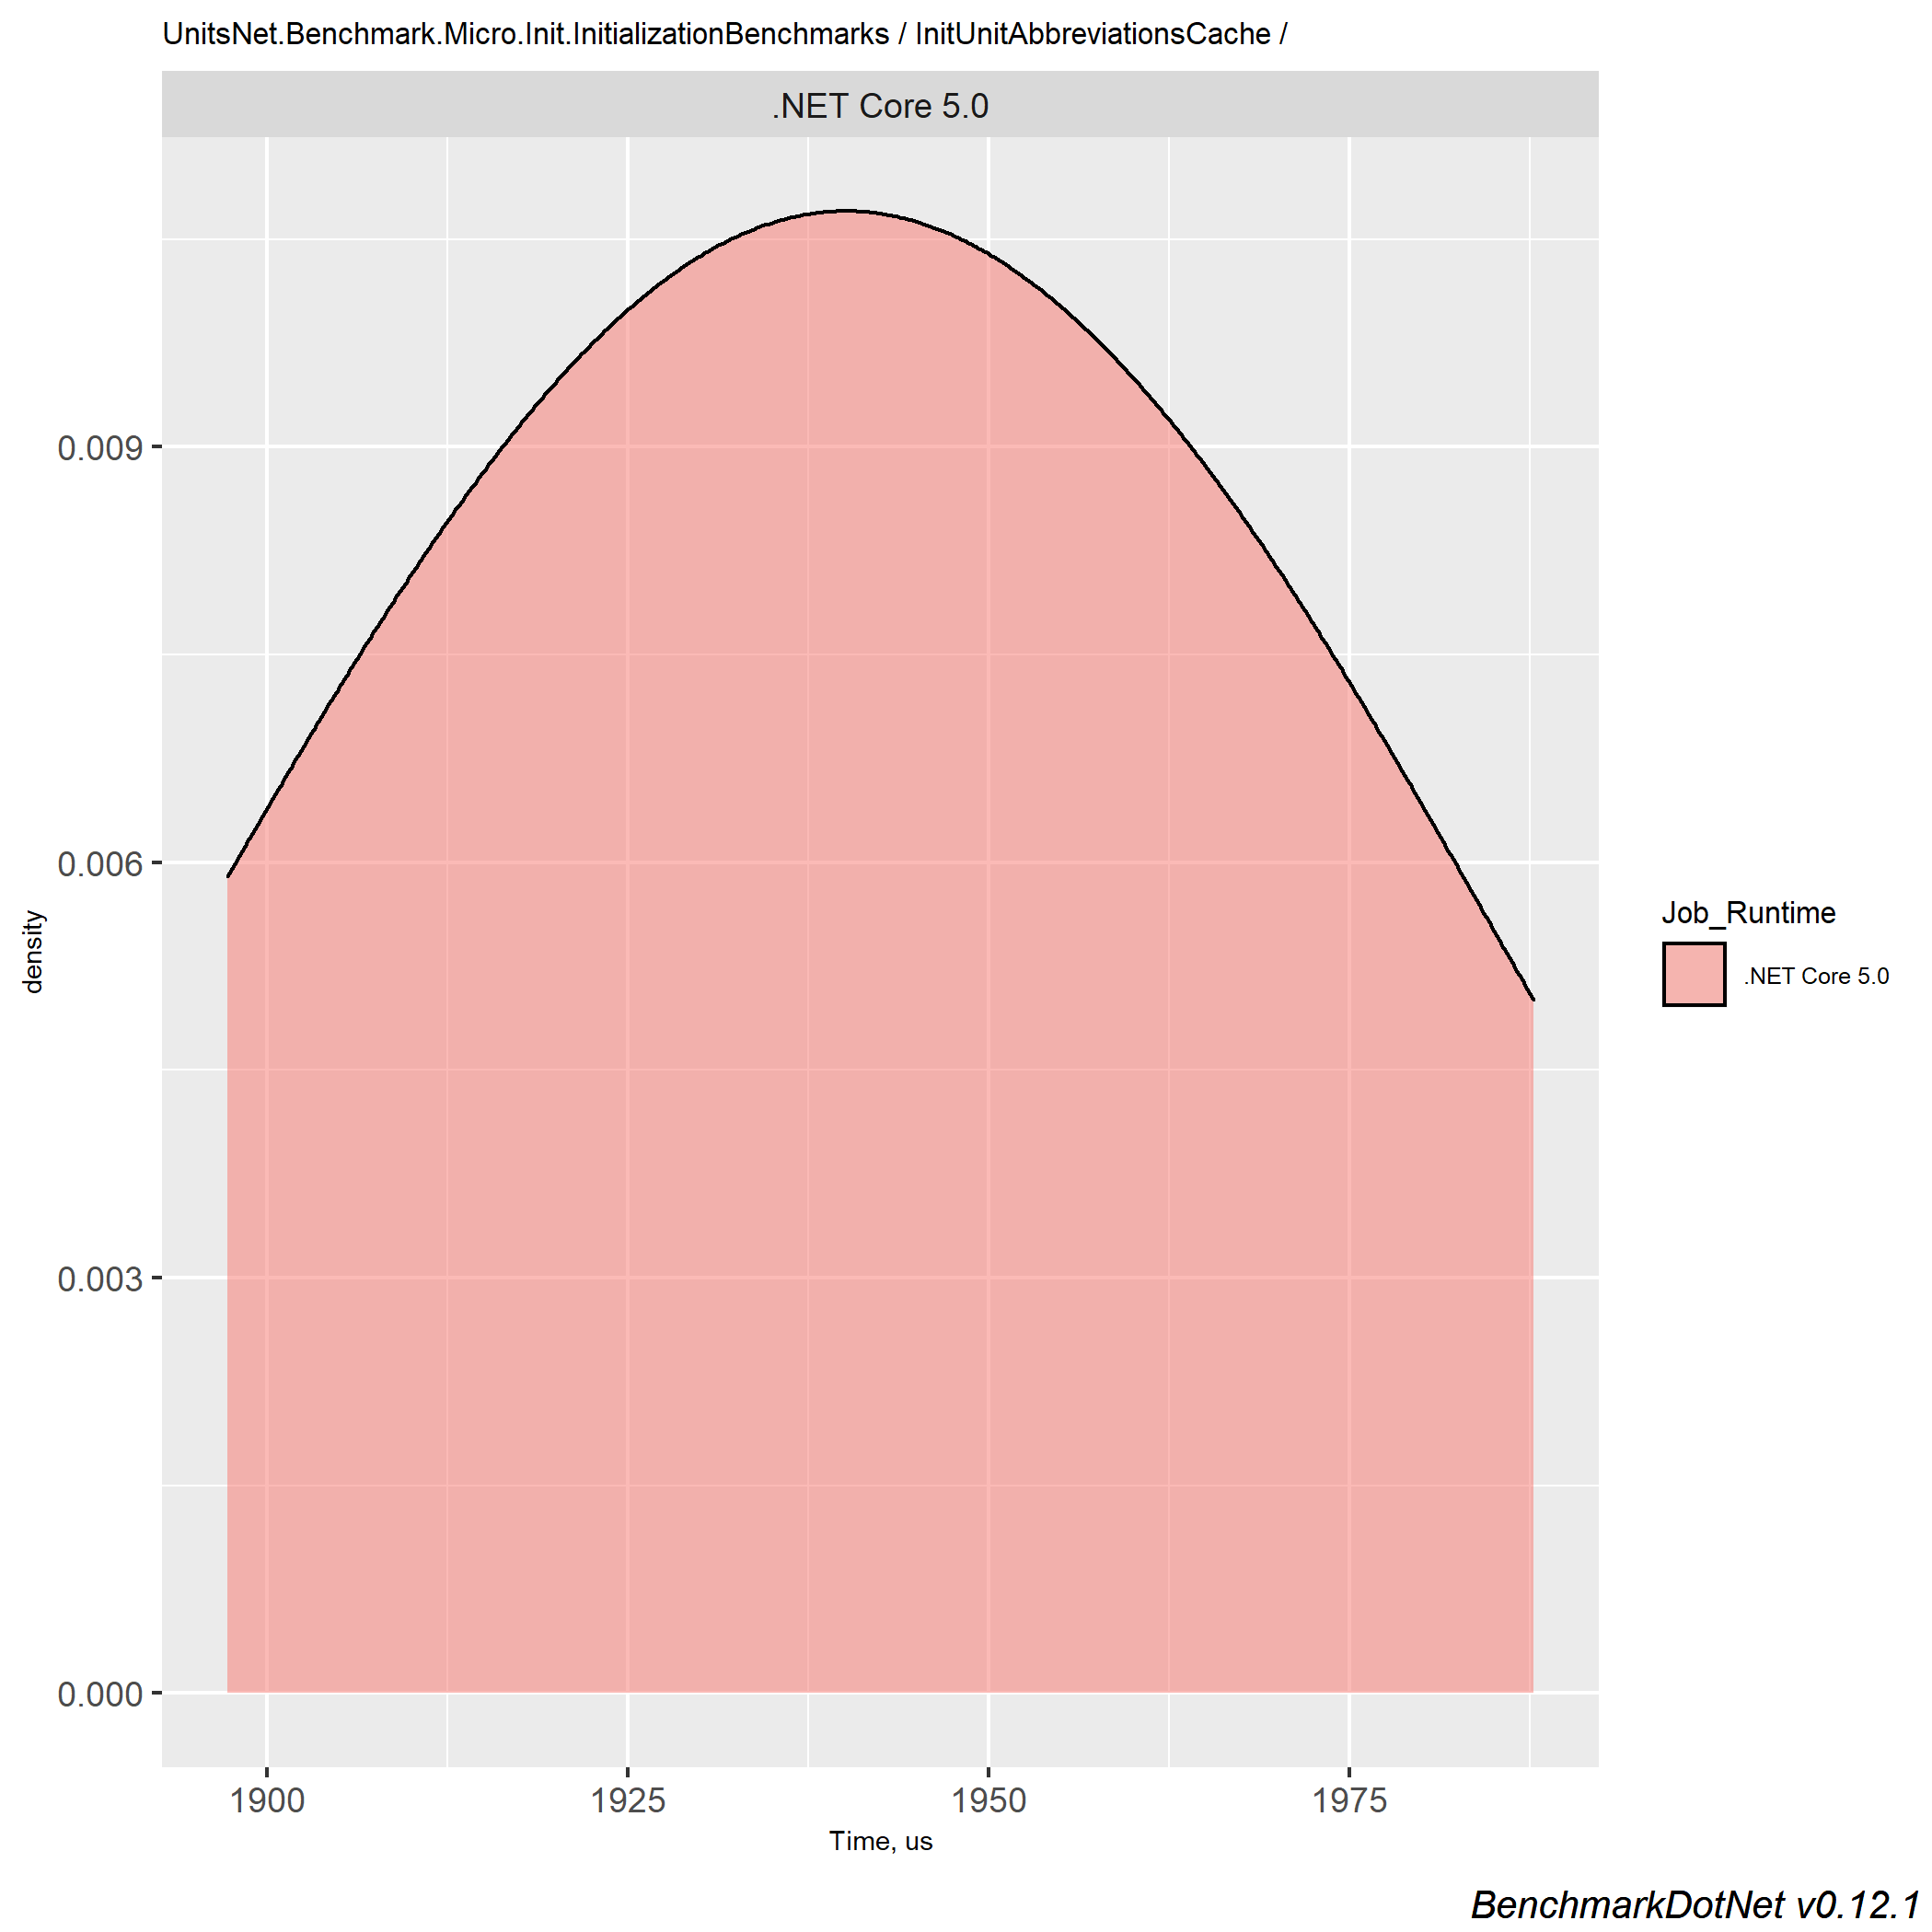 UnitsNet.Benchmark.Micro.Init.InitializationBenchmarks / InitUnitAbbreviationsCache /
.NET Core 5.0
0.009
0.006
0.003
0.000
density
1900 1925 1950 1975
Time, us
Job_Runtime
.NET Core 5.0
BenchmarkDotNet v0.12.1